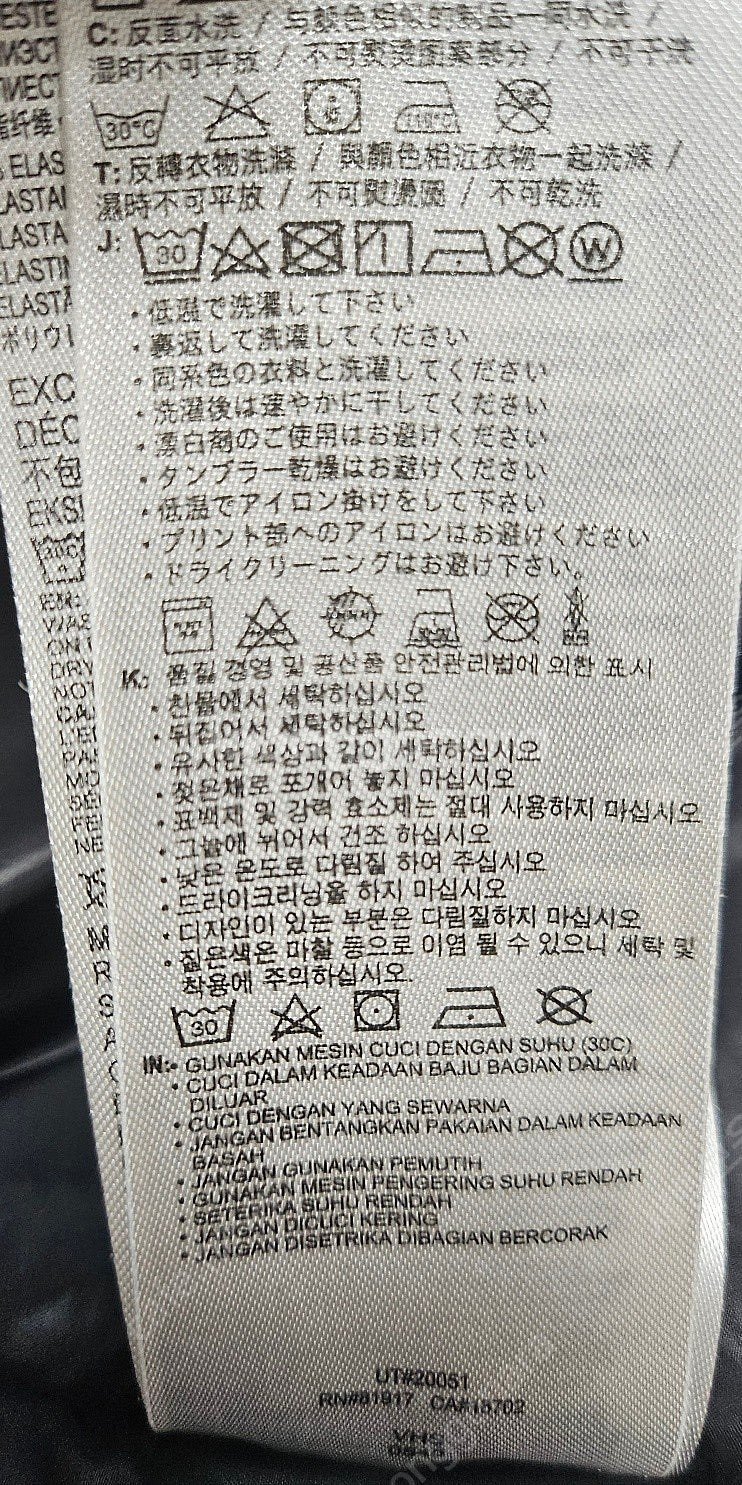 C: 反面水洗 / 与颜色相似的制品一同水洗 /
湿时不可平放 / 不可熨烫图案部分 / 不可干洗
30°C
110°C
T: 反轉衣物洗滌 / 與顏色相近衣物一起洗滌 /
濕時不可平放 / 不可熨燙圖 / 不可乾洗
J: 30 W
・低温で洗濯して下さい
・裏返して洗濯してください
・同系色の衣料と洗濯してください
・洗濯後は速やかに干してください
・漂白剤のご使用はお避けください
・タンブラー乾燥はお避けください
・低温でアイロン掛けをして下さい
・プリント部へのアイロンはお避けください
・ドライクリーニングはお避け下さい。
K: 품질 경영 및 공산품 안전관리법에 의한 표시
• 찬물에서 세탁하십시오
• 뒤집어서 세탁하십시오
• 유사한 색상과 같이 세탁하십시오
• 젖은채로 포개어 놓지 마십시오
• 표백제 및 강력 효소제는 절대 사용하지 마십시오
• 그늘에 뉘어서 건조 하십시오
• 낮은 온도로 다림질 하여 주십시오
• 드라이크리닝을 하지 마십시오
• 디자인이 있는 부분은 다림질하지 마십시오
• 짙은색은 마찰 등으로 이염 될 수 있으니 세탁 및
착용에 주의하십시오.
30
IN:• GUNAKAN MESIN CUCI DENGAN SUHU (30C)
• CUCI DALAM KEADAAN BAJU BAGIAN DALAM
DILUAR
• CUCI DENGAN YANG SEWARNA
• JANGAN BENTANGKAN PAKAIAN DALAM KEADAAN
BASAH
• JANGAN GUNAKAN PEMUTIH
• GUNAKAN MESIN PENGERING SUHU RENDAH
• SETERIKA SUHU RENDAH
• JANGAN DICUCI KERING
• JANGAN DISETRIKA DIBAGIAN BERCORAK
UT#20051
RN#81917 CA#13702
ELAS
EXC
DÉC
不包
EKS